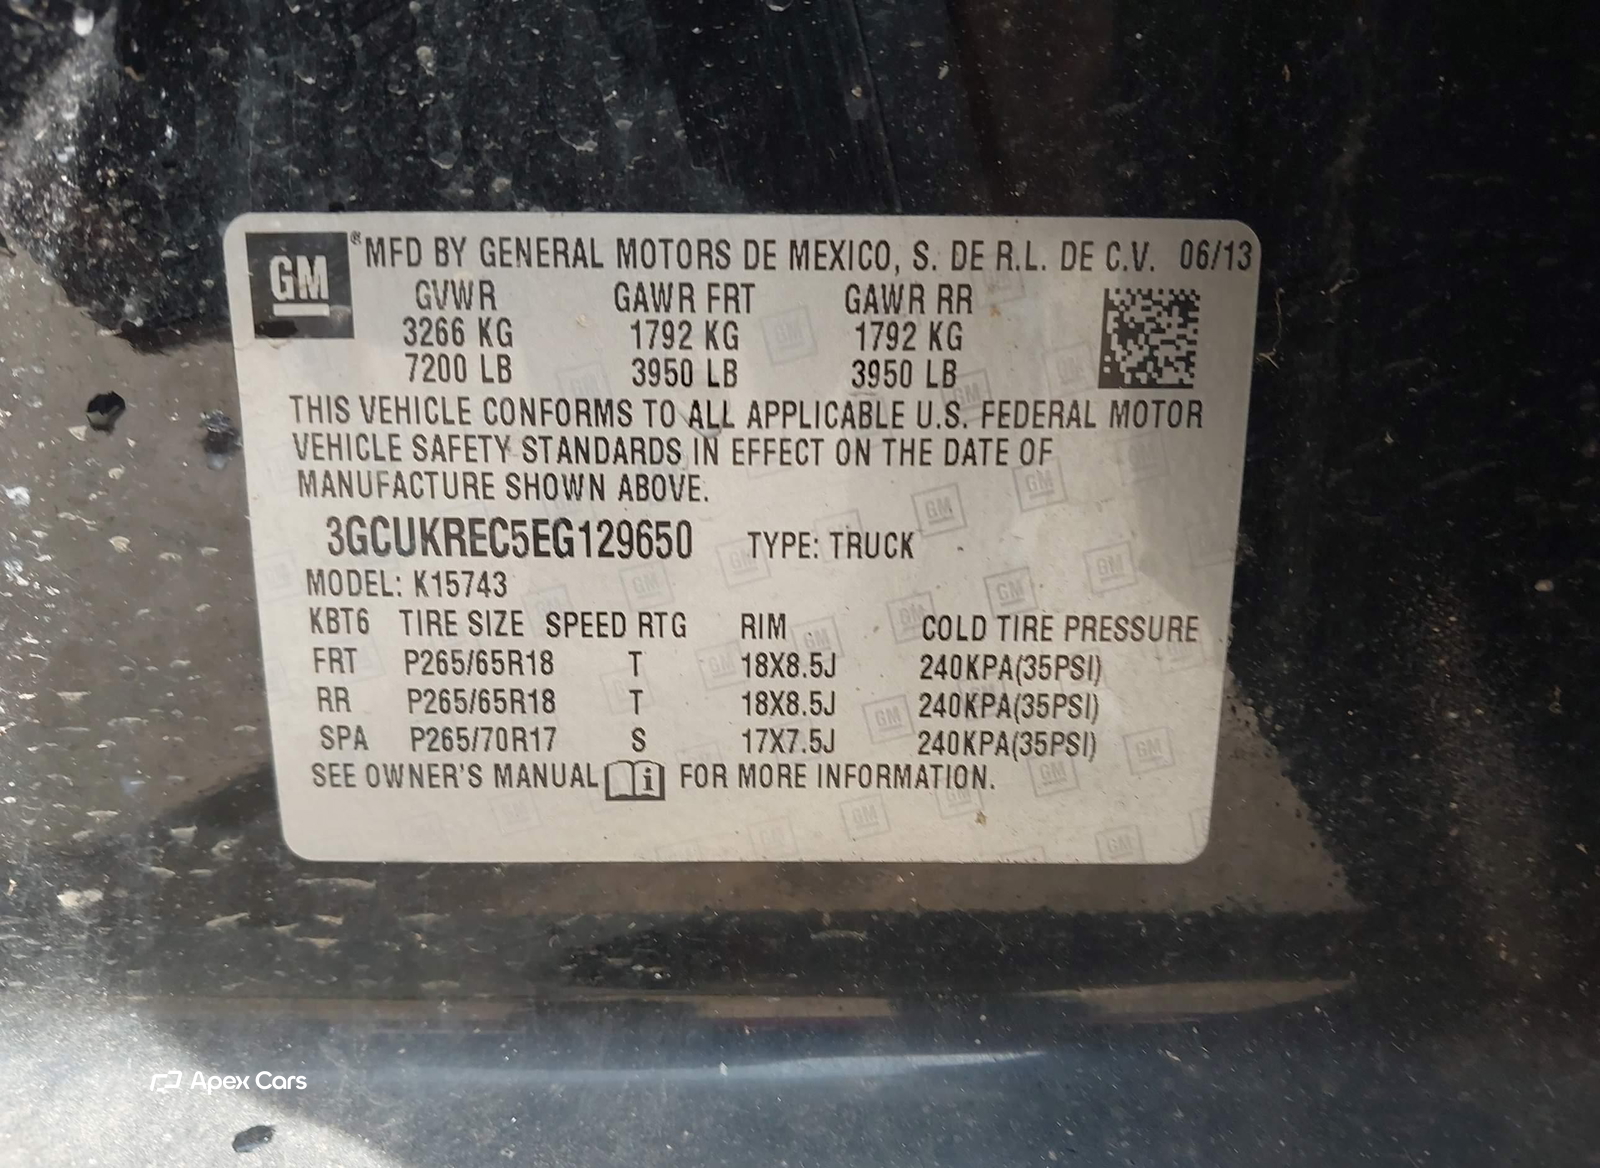 GM ® MFD BY GENERAL MOTORS DE MEXICO, S. DE R.L. DE C.V. 06/13
GVWR GAWR FRT GAWR RR
3266 KG 1792 KG 1792 KG
7200 LB 3950 LB 3950 LB
THIS VEHICLE CONFORMS TO ALL APPLICABLE U.S. FEDERAL MOTOR
VEHICLE SAFETY STANDARDS IN EFFECT ON THE DATE OF
MANUFACTURE SHOWN ABOVE.
3GCUKREC5EG129650 TYPE: TRUCK
MODEL: K15743
KBT6 TIRE SIZE SPEED RTG RIM COLD TIRE PRESSURE
FRT P265/65R18 T 18X8.5J 240KPA(35PSI)
RR P265/65R18 T 18X8.5J 240KPA(35PSI)
SPA P265/70R17 S 17X7.5J 240KPA(35PSI)
SEE OWNER'S MANUAL i FOR MORE INFORMATION.
Apex Cars